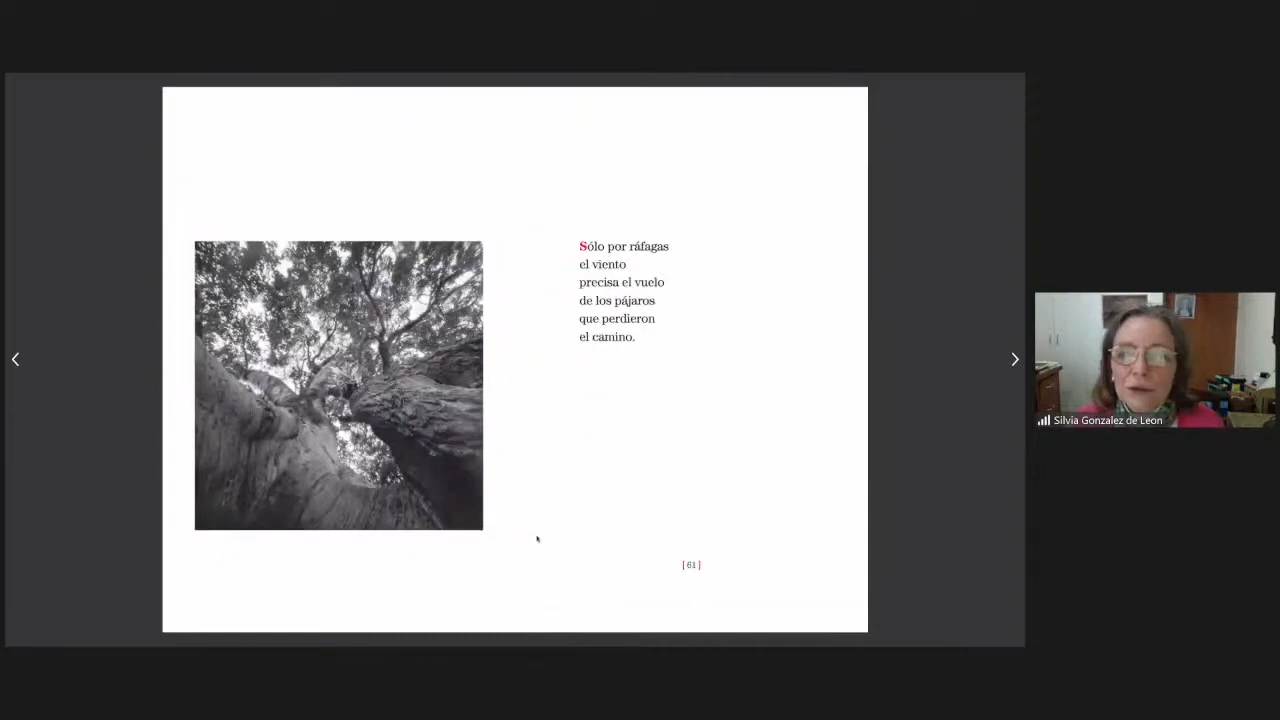 Sólo por ráfagas
el viento
precisa el vuelo
de los pájaros
que perdieron
el camino.
[ 61 ]
Silvia Gonzalez de Leon